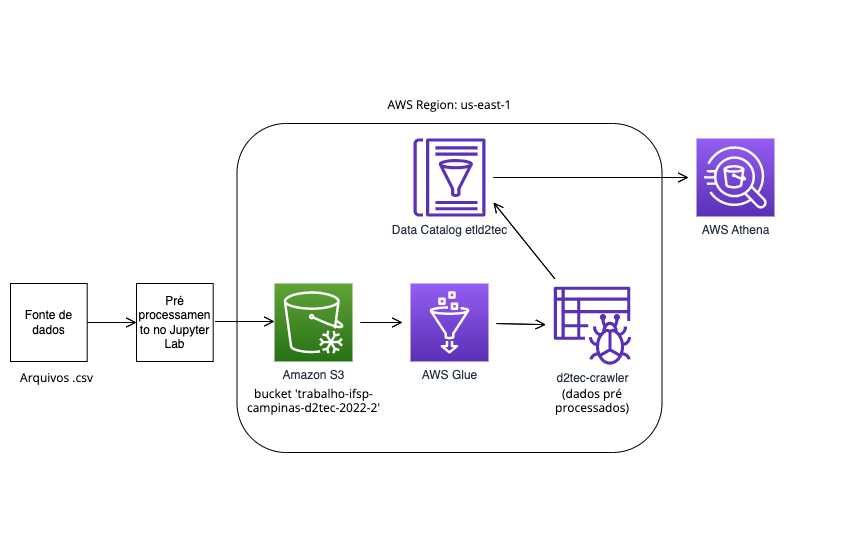 AWS Region: us-east-1
Data Catalog etld2tec
AWS Athena
Fonte de
dados
Arquivos .csv
Pré
processamen
to no Jupyter
Lab
Amazon S3
bucket 'trabalho-ifsp-
campinas-d2tec-2022-2'
AWS Glue
d2tec-crawler
(dados pré
processados)